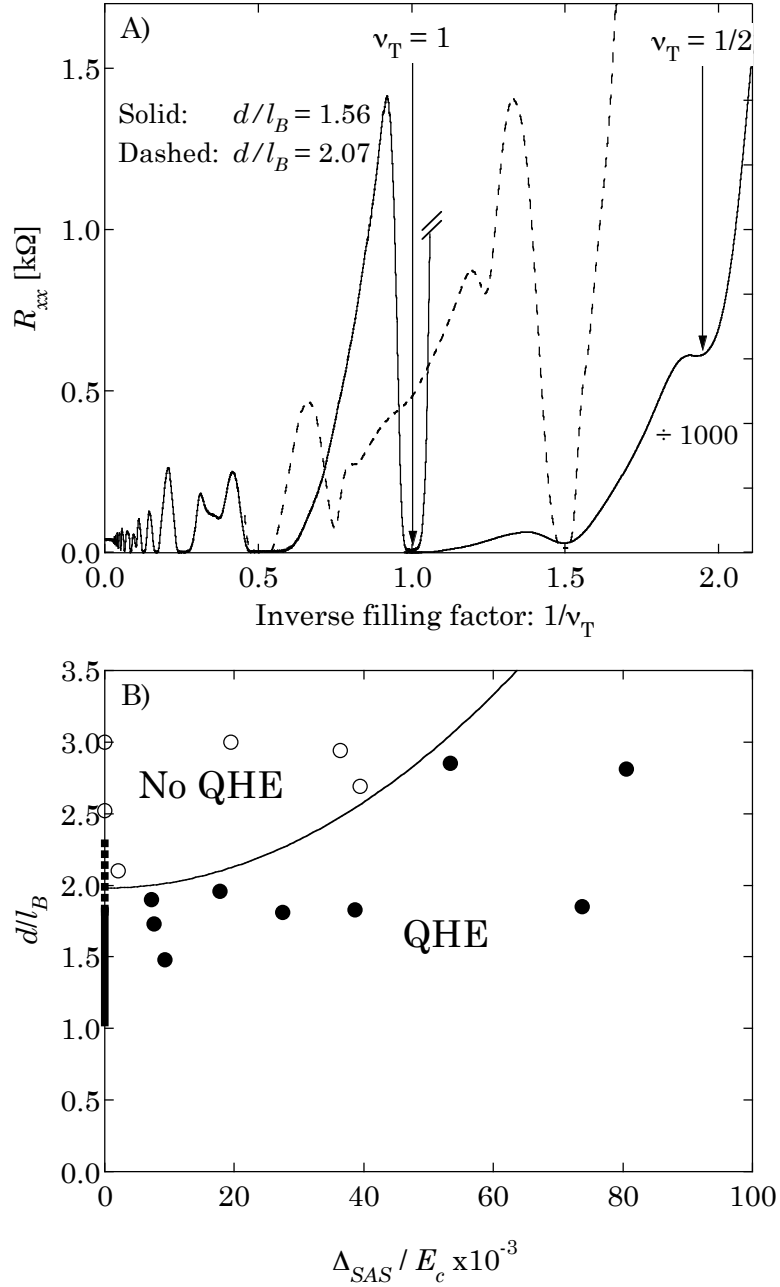 A)
ν_T = 1
ν_T = 1/2
Solid: d/l_B = 1.56
Dashed: d/l_B = 2.07
R_xx [kΩ]
1.5
1.0
0.5
0.0
÷ 1000
0.0 0.5 1.0 1.5 2.0
Inverse filling factor: 1/ν_T
B)
3.5
3.0
2.5
2.0
1.5
1.0
0.5
0.0
d/l_B
No QHE
QHE
0 20 40 60 80 100
Δ_SAS / E_c x10^-3